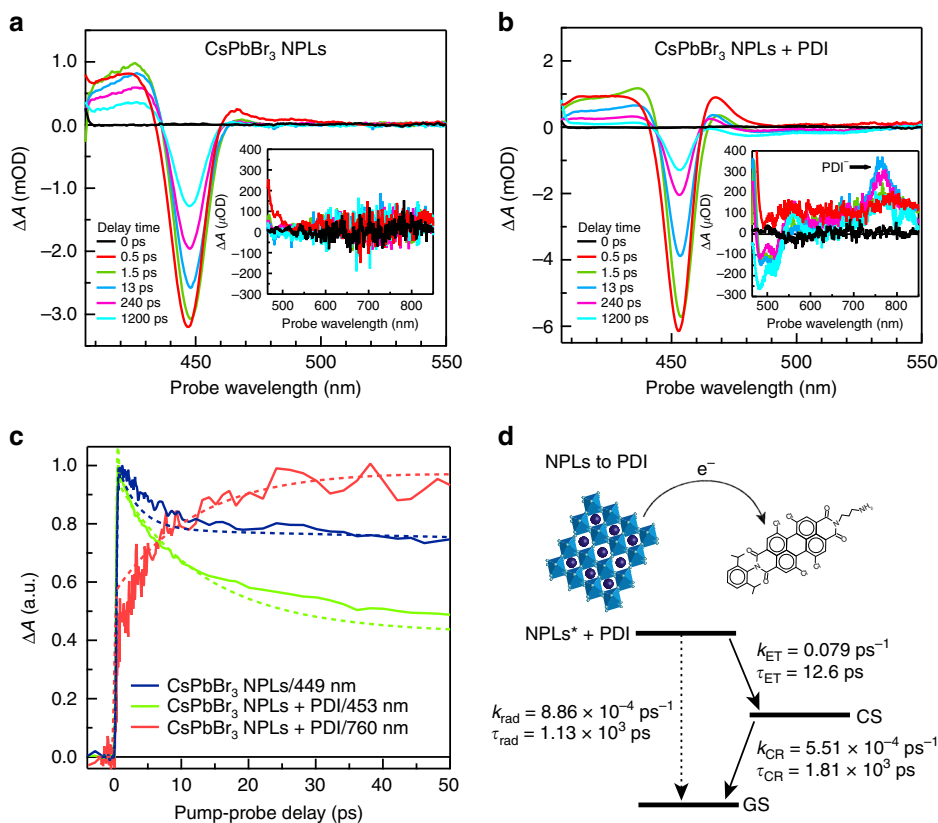 a
CsPbBr₃ NPLs
1.0
0.0
−1.0
−2.0
−3.0
ΔA (mOD)
Delay time
0 ps
0.5 ps
1.5 ps
13 ps
240 ps
1200 ps
400
300
200
100
0
−100
−200
−300
ΔA (μOD)
500 600 700 800
Probe wavelength (nm)
450 500 550
Probe wavelength (nm)
b
CsPbBr₃ NPLs + PDI
2
0
−2
−4
−6
ΔA (mOD)
Delay time
0 ps
0.5 ps
1.5 ps
13 ps
240 ps
1200 ps
400
300
200
100
0
−100
−200
−300
ΔA (μOD)
PDI⁻
500 600 700 800
Probe wavelength (nm)
450 500 550
Probe wavelength (nm)
c
1.0
0.8
0.6
0.4
0.2
0.0
ΔA (a.u.)
CsPbBr₃ NPLs/449 nm
CsPbBr₃ NPLs + PDI/453 nm
CsPbBr₃ NPLs + PDI/760 nm
0 10 20 30 40 50
Pump-probe delay (ps)
d
NPLs to PDI
e⁻
NPLs* + PDI
k_ET = 0.079 ps⁻¹
τ_ET = 12.6 ps
k_rad = 8.86 × 10⁻⁴ ps⁻¹
τ_rad = 1.13 × 10³ ps
CS
k_CR = 5.51 × 10⁻⁴ ps⁻¹
τ_CR = 1.81 × 10³ ps
GS